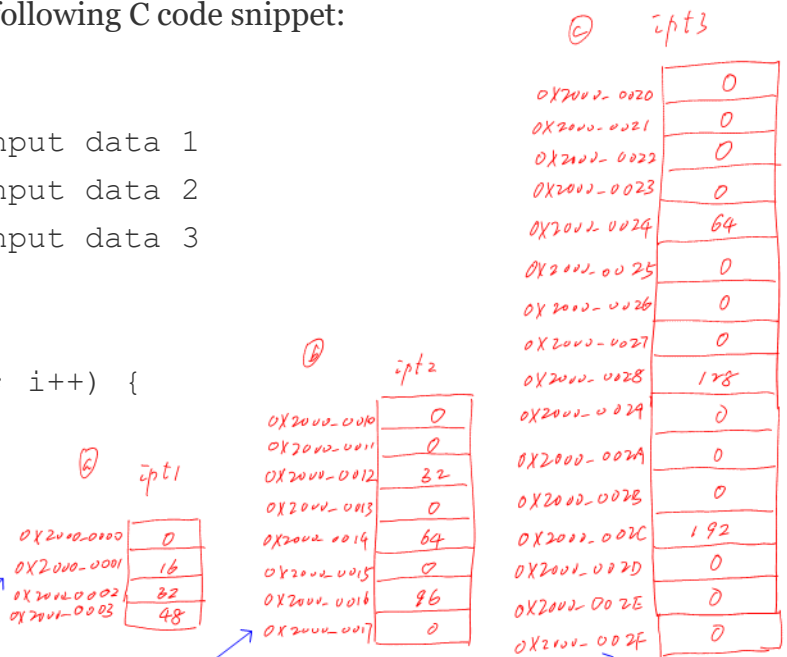 following C code snippet:
nput data 1
nput data 2
nput data 3
i++) {
ⓐ ipt1
0x2000_0000 0
0x2000_0001 16
0x2000_0002 32
0x2000_0003 48
ⓑ ipt2
0x2000_0010 0
0x2000_0011 0
0x2000_0012 32
0x2000_0013 0
0x2000_0014 64
0x2000_0015 0
0x2000_0016 96
0x2000_0017 0
ⓒ ipt3
0x2000_0020 0
0x2000_0021 0
0x2000_0022 0
0x2000_0023 0
0x2000_0024 64
0x2000_0025 0
0x2000_0026 0
0x2000_0027 0
0x2000_0028 128
0x2000_0029 0
0x2000_002A 0
0x2000_002B 0
0x2000_002C 192
0x2000_002D 0
0x2000_002E 0
0x2000_002F 0